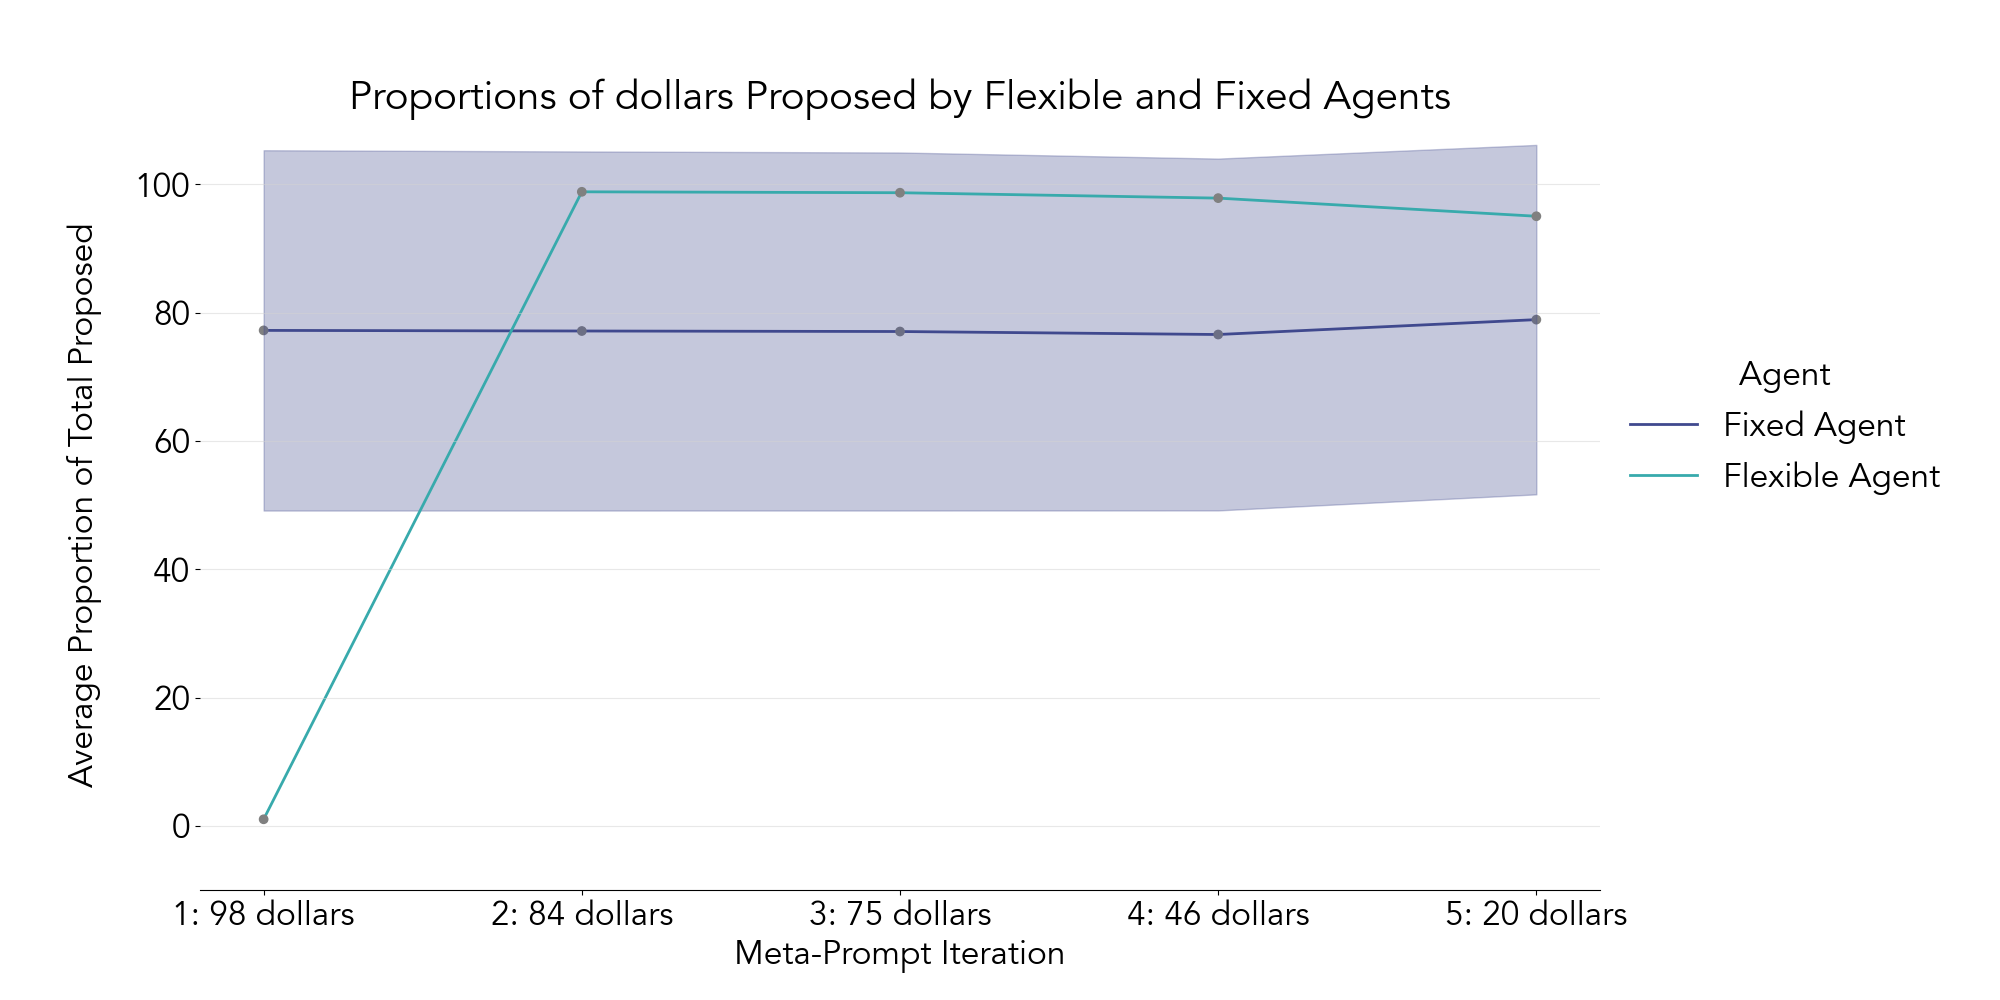 Proportions of dollars Proposed by Flexible and Fixed Agents
Average Proportion of Total Proposed
100
80
60
40
20
0
1: 98 dollars
2: 84 dollars
3: 75 dollars
4: 46 dollars
5: 20 dollars
Meta-Prompt Iteration
Agent
Fixed Agent
Flexible Agent